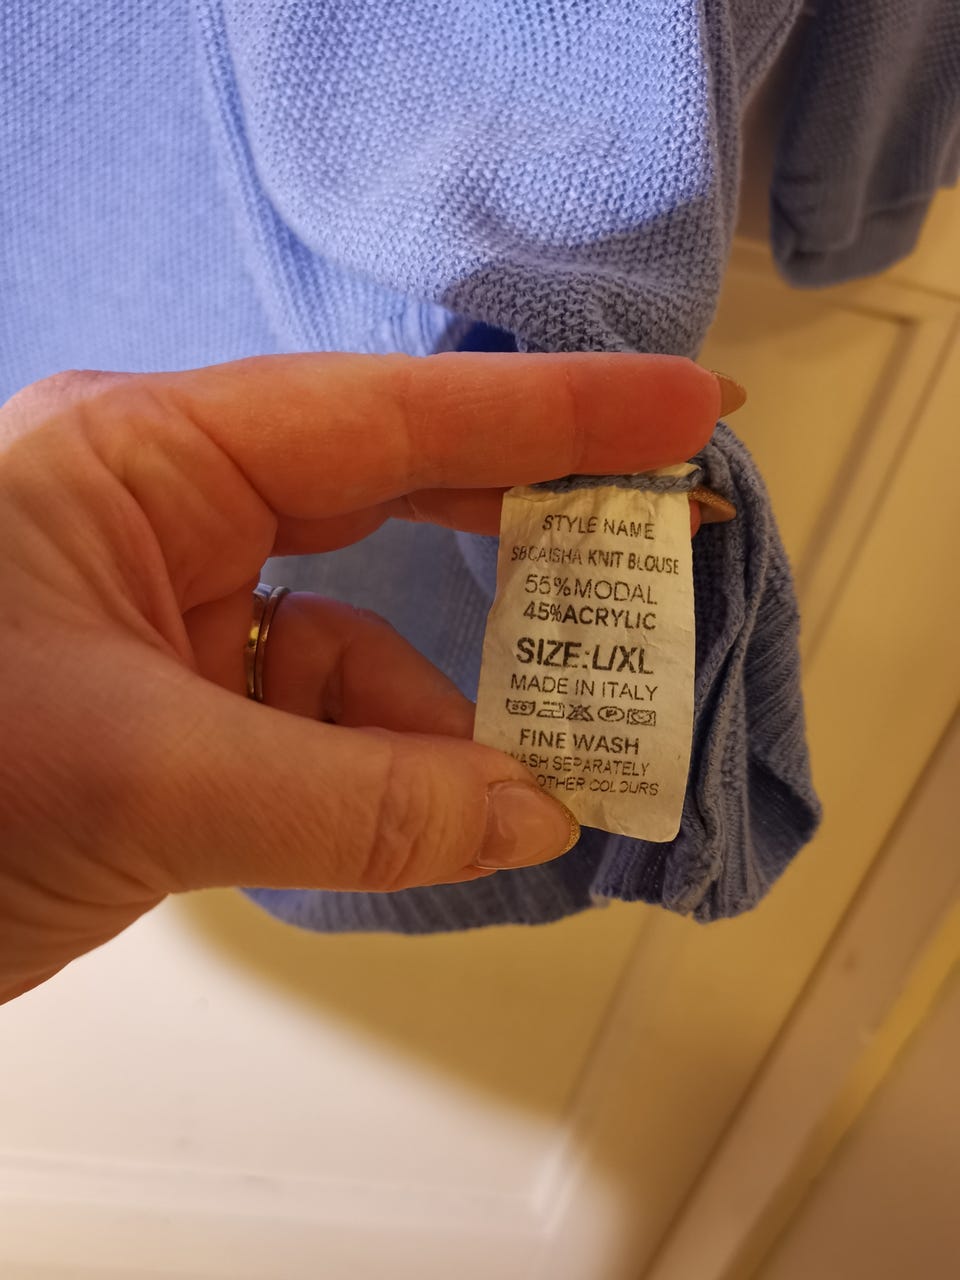 STYLE NAME
SBCAISHA KNIT BLOUSE
55%MODAL
45%ACRYLIC
SIZE:L/XL
MADE IN ITALY
FINE WASH
WASH SEPARATELY
OTHER COLOURS